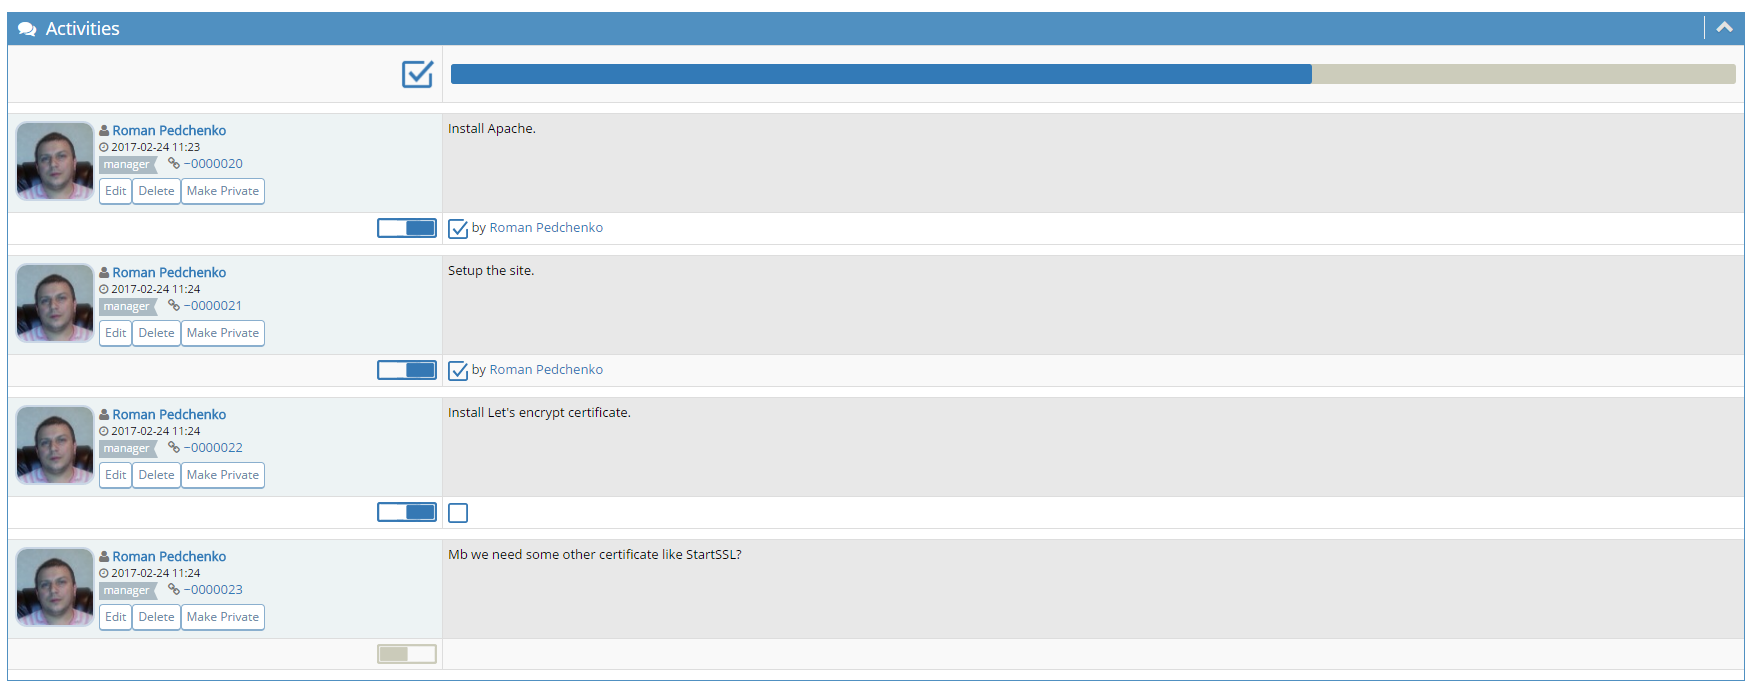 Activities
Roman Pedchenko
2017-02-24 11:23
manager ~0000020
Edit Delete Make Private
Install Apache.
by Roman Pedchenko
Roman Pedchenko
2017-02-24 11:24
manager ~0000021
Edit Delete Make Private
Setup the site.
by Roman Pedchenko
Roman Pedchenko
2017-02-24 11:24
manager ~0000022
Edit Delete Make Private
Install Let's encrypt certificate.
Roman Pedchenko
2017-02-24 11:24
manager ~0000023
Edit Delete Make Private
Mb we need some other certificate like StartSSL?